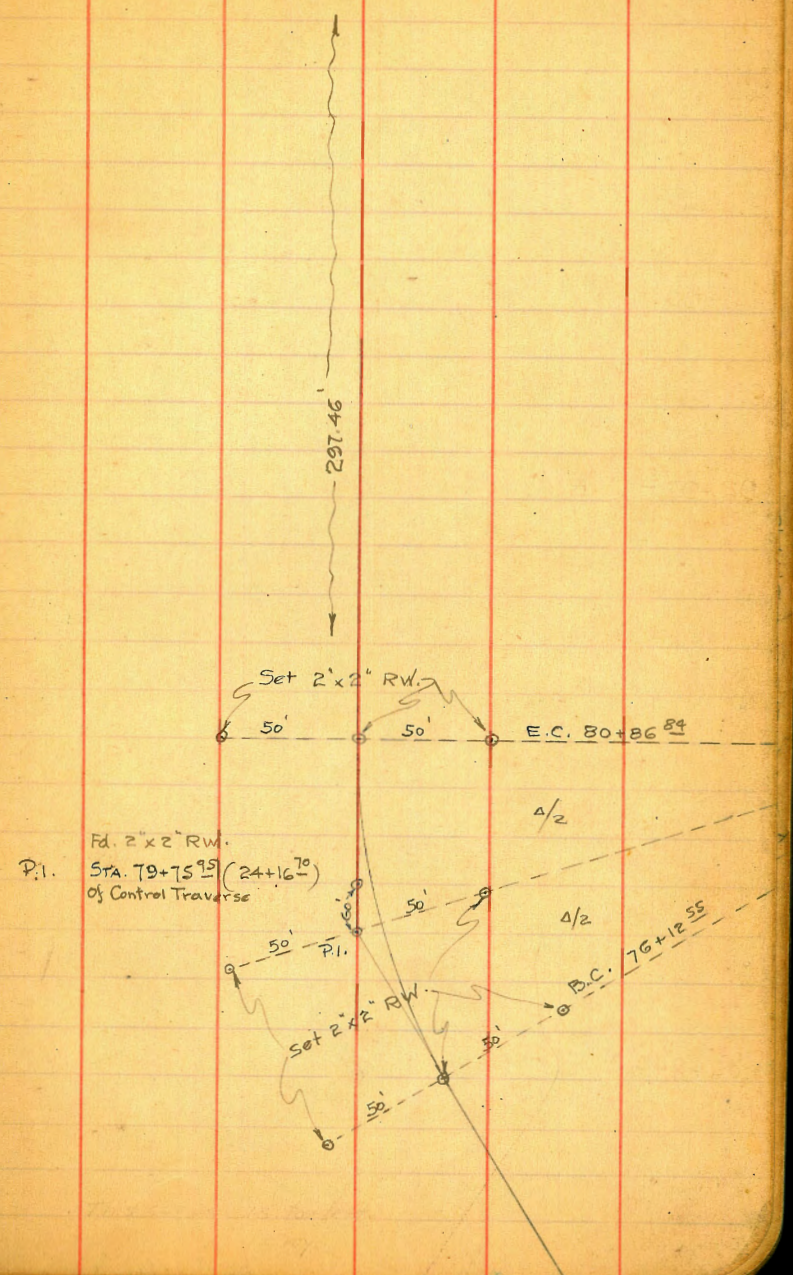 297.46'
Set 2"x2" RW.
50' 50' E.C. 80+86 84
Δ/2
Fd. 2"x2" RW.
P.I. STA. 79+75 95 (24+16 70)
of Control Traverse
60'
50'
50'
P.I.
Δ/2
B.C. 76+12 55
Set 2"x2" RW.
50'
50'